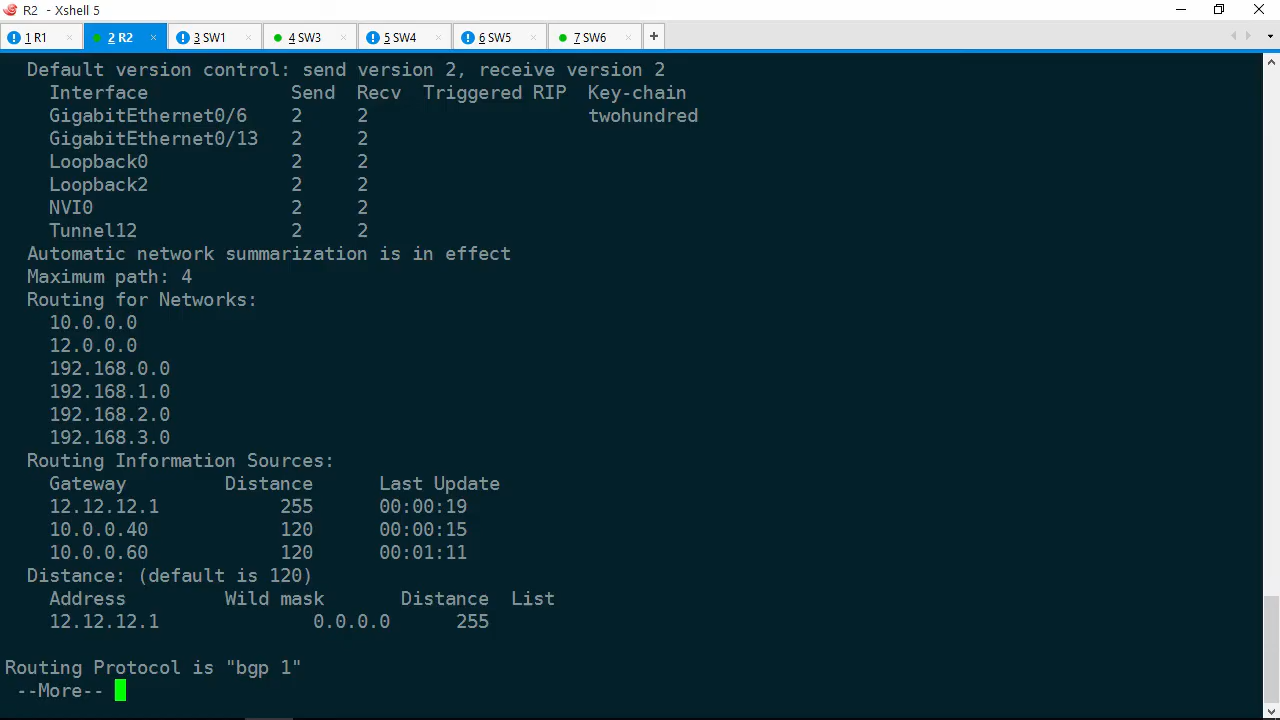 R2 - Xshell 5
1 R1 × 2 R2 × 3 SW1 × 4 SW3 × 5 SW4 × 6 SW5 × 7 SW6 × +
Default version control: send version 2, receive version 2
Interface Send Recv Triggered RIP Key-chain
GigabitEthernet0/6 2 2 twohundred
GigabitEthernet0/13 2 2
Loopback0 2 2
Loopback2 2 2
NVI0 2 2
Tunnel12 2 2
Automatic network summarization is in effect
Maximum path: 4
Routing for Networks:
10.0.0.0
12.0.0.0
192.168.0.0
192.168.1.0
192.168.2.0
192.168.3.0
Routing Information Sources:
Gateway Distance Last Update
12.12.12.1 255 00:00:19
10.0.0.40 120 00:00:15
10.0.0.60 120 00:01:11
Distance: (default is 120)
Address Wild mask Distance List
12.12.12.1 0.0.0.0 255
Routing Protocol is "bgp 1"
--More--